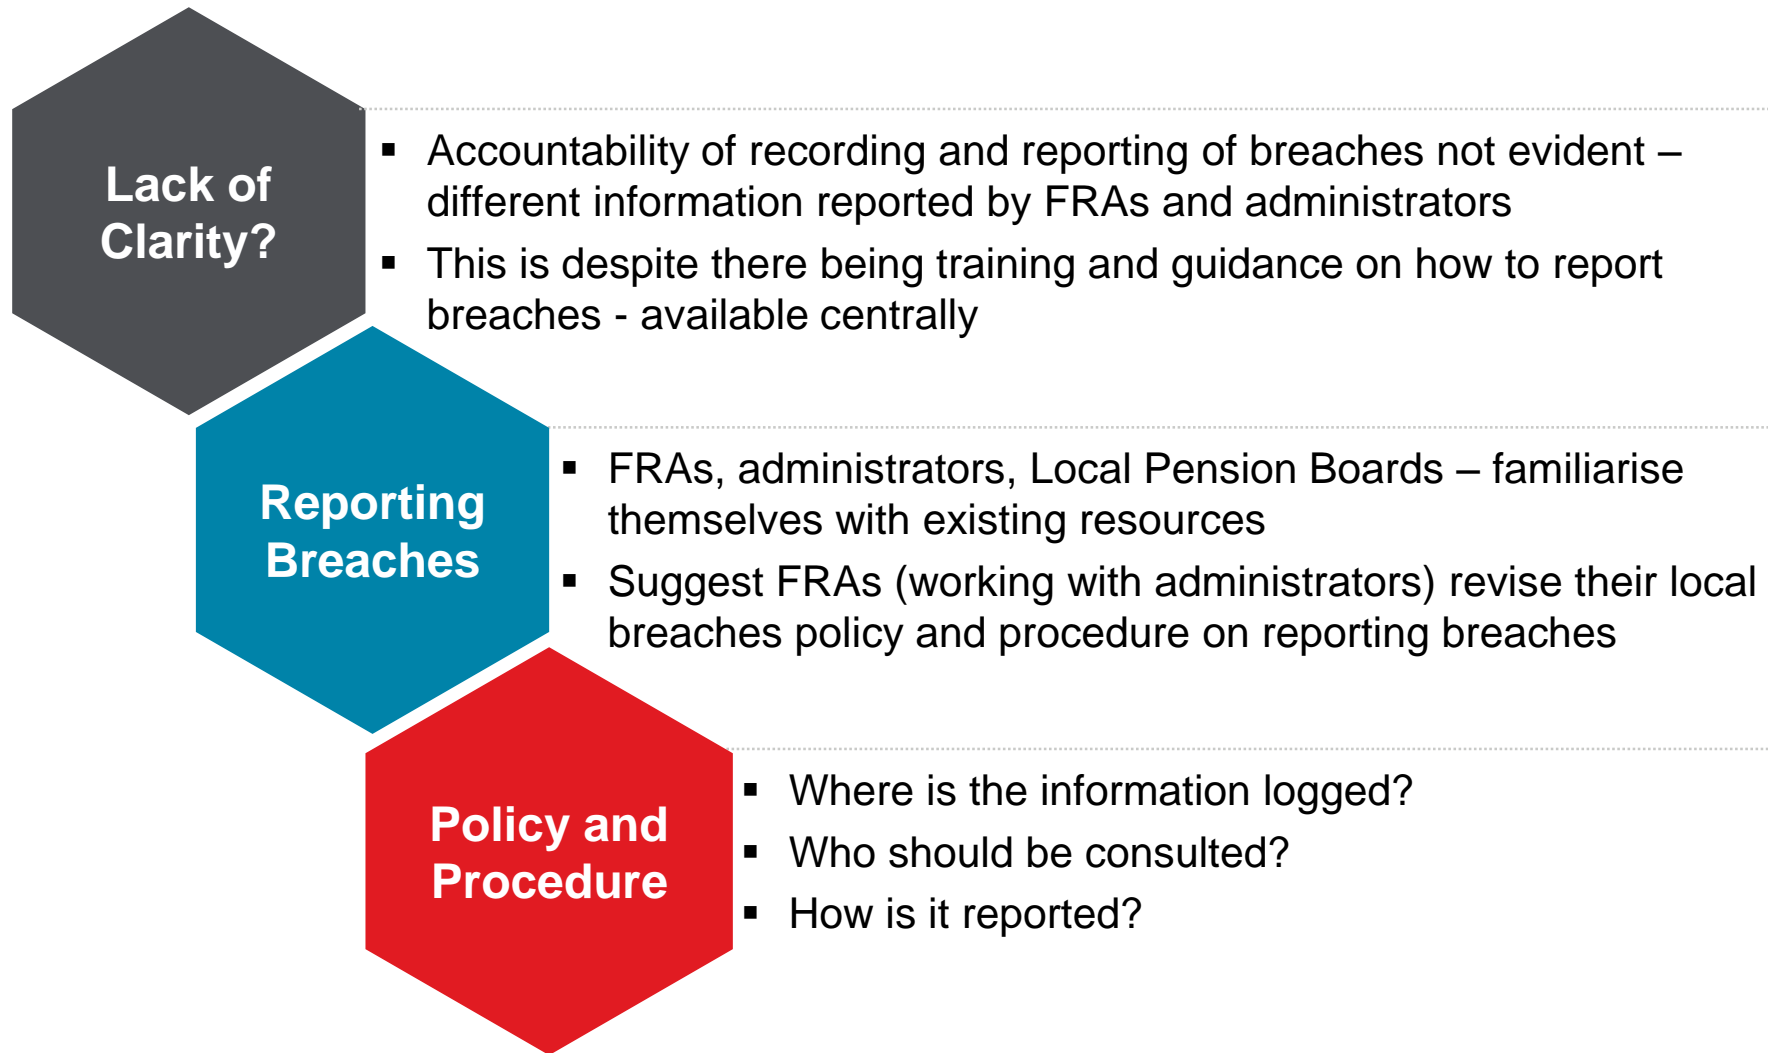 Lack of
Clarity?
▪ Accountability of recording and reporting of breaches not evident –
different information reported by FRAs and administrators
▪ This is despite there being training and guidance on how to report
breaches - available centrally
Reporting
Breaches
▪ FRAs, administrators, Local Pension Boards – familiarise
themselves with existing resources
▪ Suggest FRAs (working with administrators) revise their local
breaches policy and procedure on reporting breaches
Policy and
Procedure
▪ Where is the information logged?
▪ Who should be consulted?
▪ How is it reported?